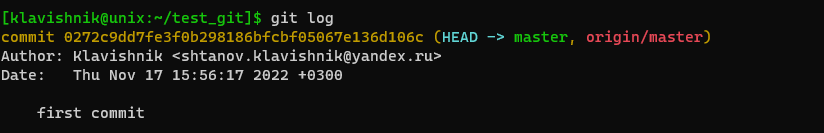 [klavishnik@unix:~/test_git]$ git log
commit 0272c9dd7fe3f0b298186bfcbf05067e136d106c (HEAD -> master, origin/master)
Author: Klavishnik <shtanov.klavishnik@yandex.ru>
Date:   Thu Nov 17 15:56:17 2022 +0300
    first commit